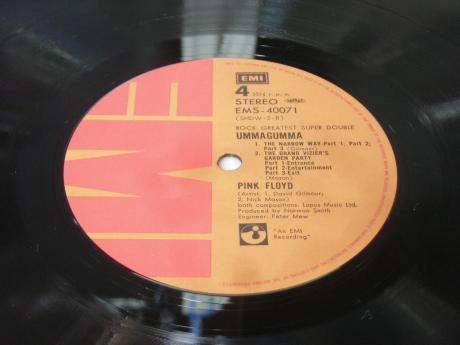 EMI
EMI
4 33⅓ r.p.m.
STEREO
EMS-40071
(SHDW-2-B)
ROCK GREATEST SUPER DOUBLE
UMMAGUMMA
1. THE NARROW WAY-Part 1; Part 2;
Part 3 (Gilmour)
2. THE GRAND VIZIER'S
GARDEN PARTY
Part 1-Entrance
Part 2-Entertainment
Part 3-Exit
(Mason)
PINK FLOYD
(Artist, 1. David Gilmour,
2. Nick Mason)
both compositions: Lupus Music Ltd.
Produced by Norman Smith
Engineer: Peter Mew
"An EMI
Recording"